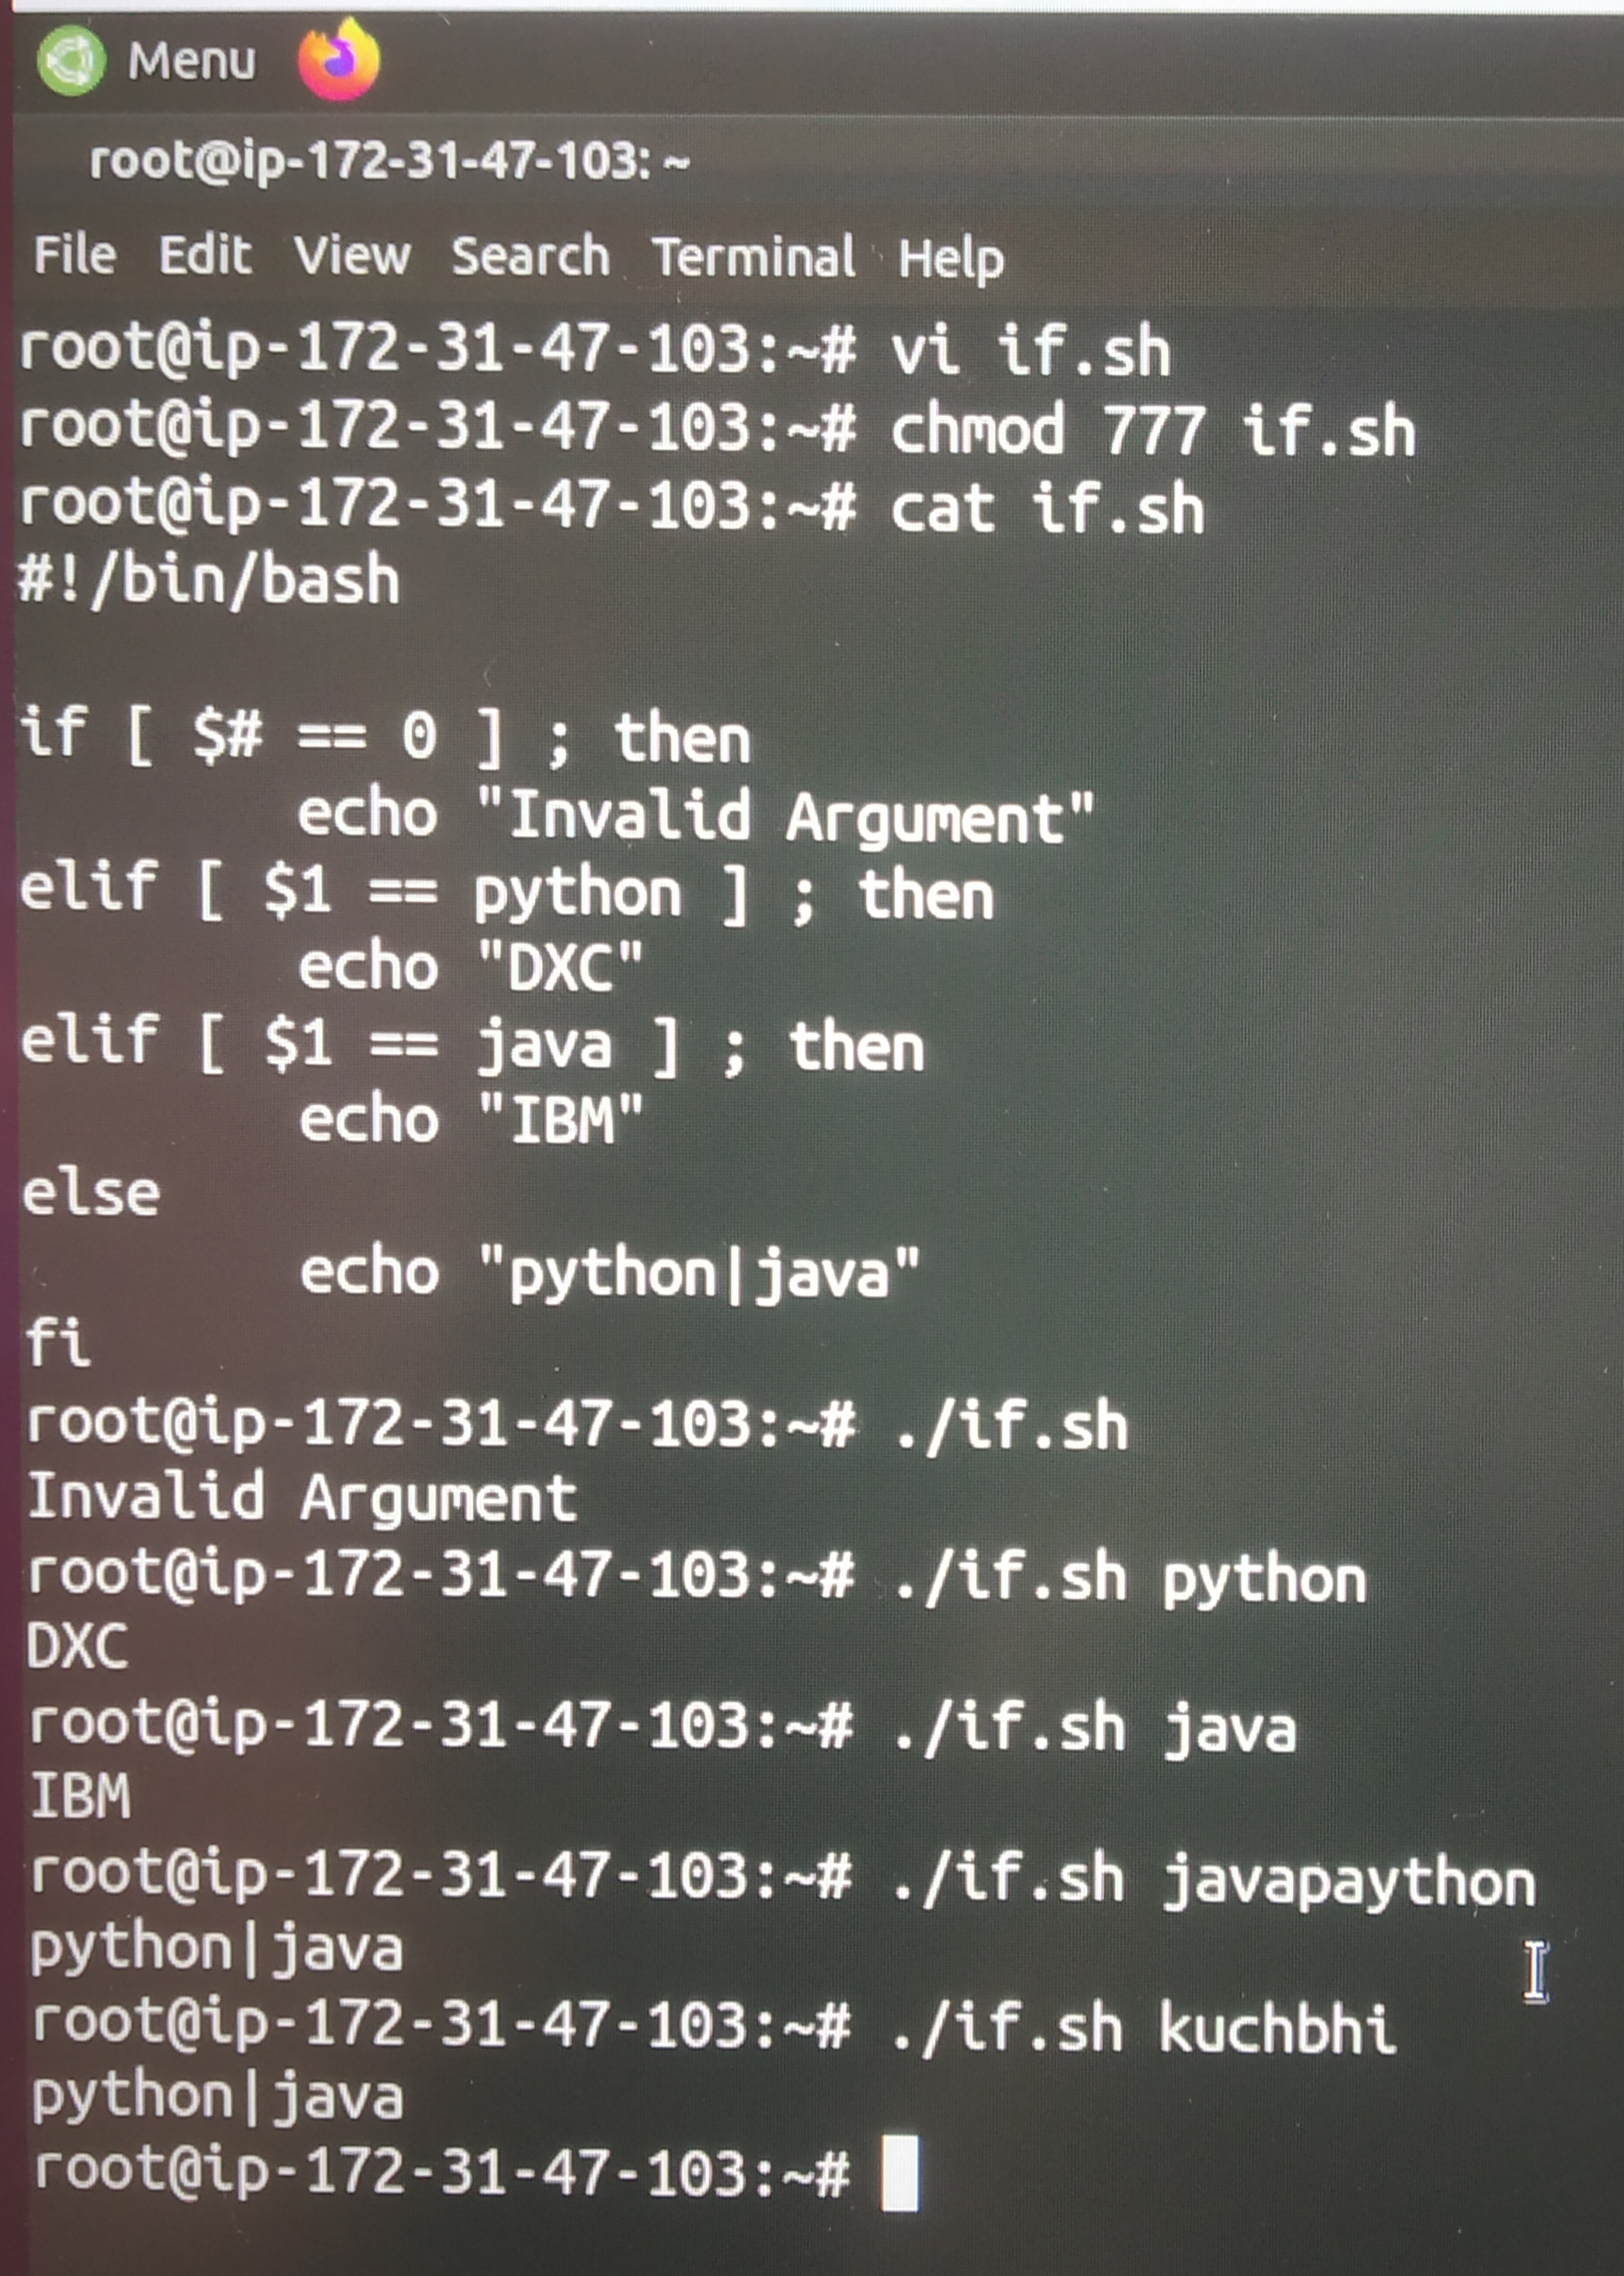 Menu
root@ip-172-31-47-103: ~
File Edit View Search Terminal Help
root@ip-172-31-47-103:~# vi if.sh
root@ip-172-31-47-103:~# chmod 777 if.sh
root@ip-172-31-47-103:~# cat if.sh
#!/bin/bash

if [ $# == 0 ] ; then
        echo "Invalid Argument"
elif [ $1 == python ] ; then
        echo "DXC"
elif [ $1 == java ] ; then
        echo "IBM"
else
        echo "python|java"
fi
root@ip-172-31-47-103:~# ./if.sh
Invalid Argument
root@ip-172-31-47-103:~# ./if.sh python
DXC
root@ip-172-31-47-103:~# ./if.sh java
IBM
root@ip-172-31-47-103:~# ./if.sh javapaython
python|java
root@ip-172-31-47-103:~# ./if.sh kuchbhi
python|java
root@ip-172-31-47-103:~#